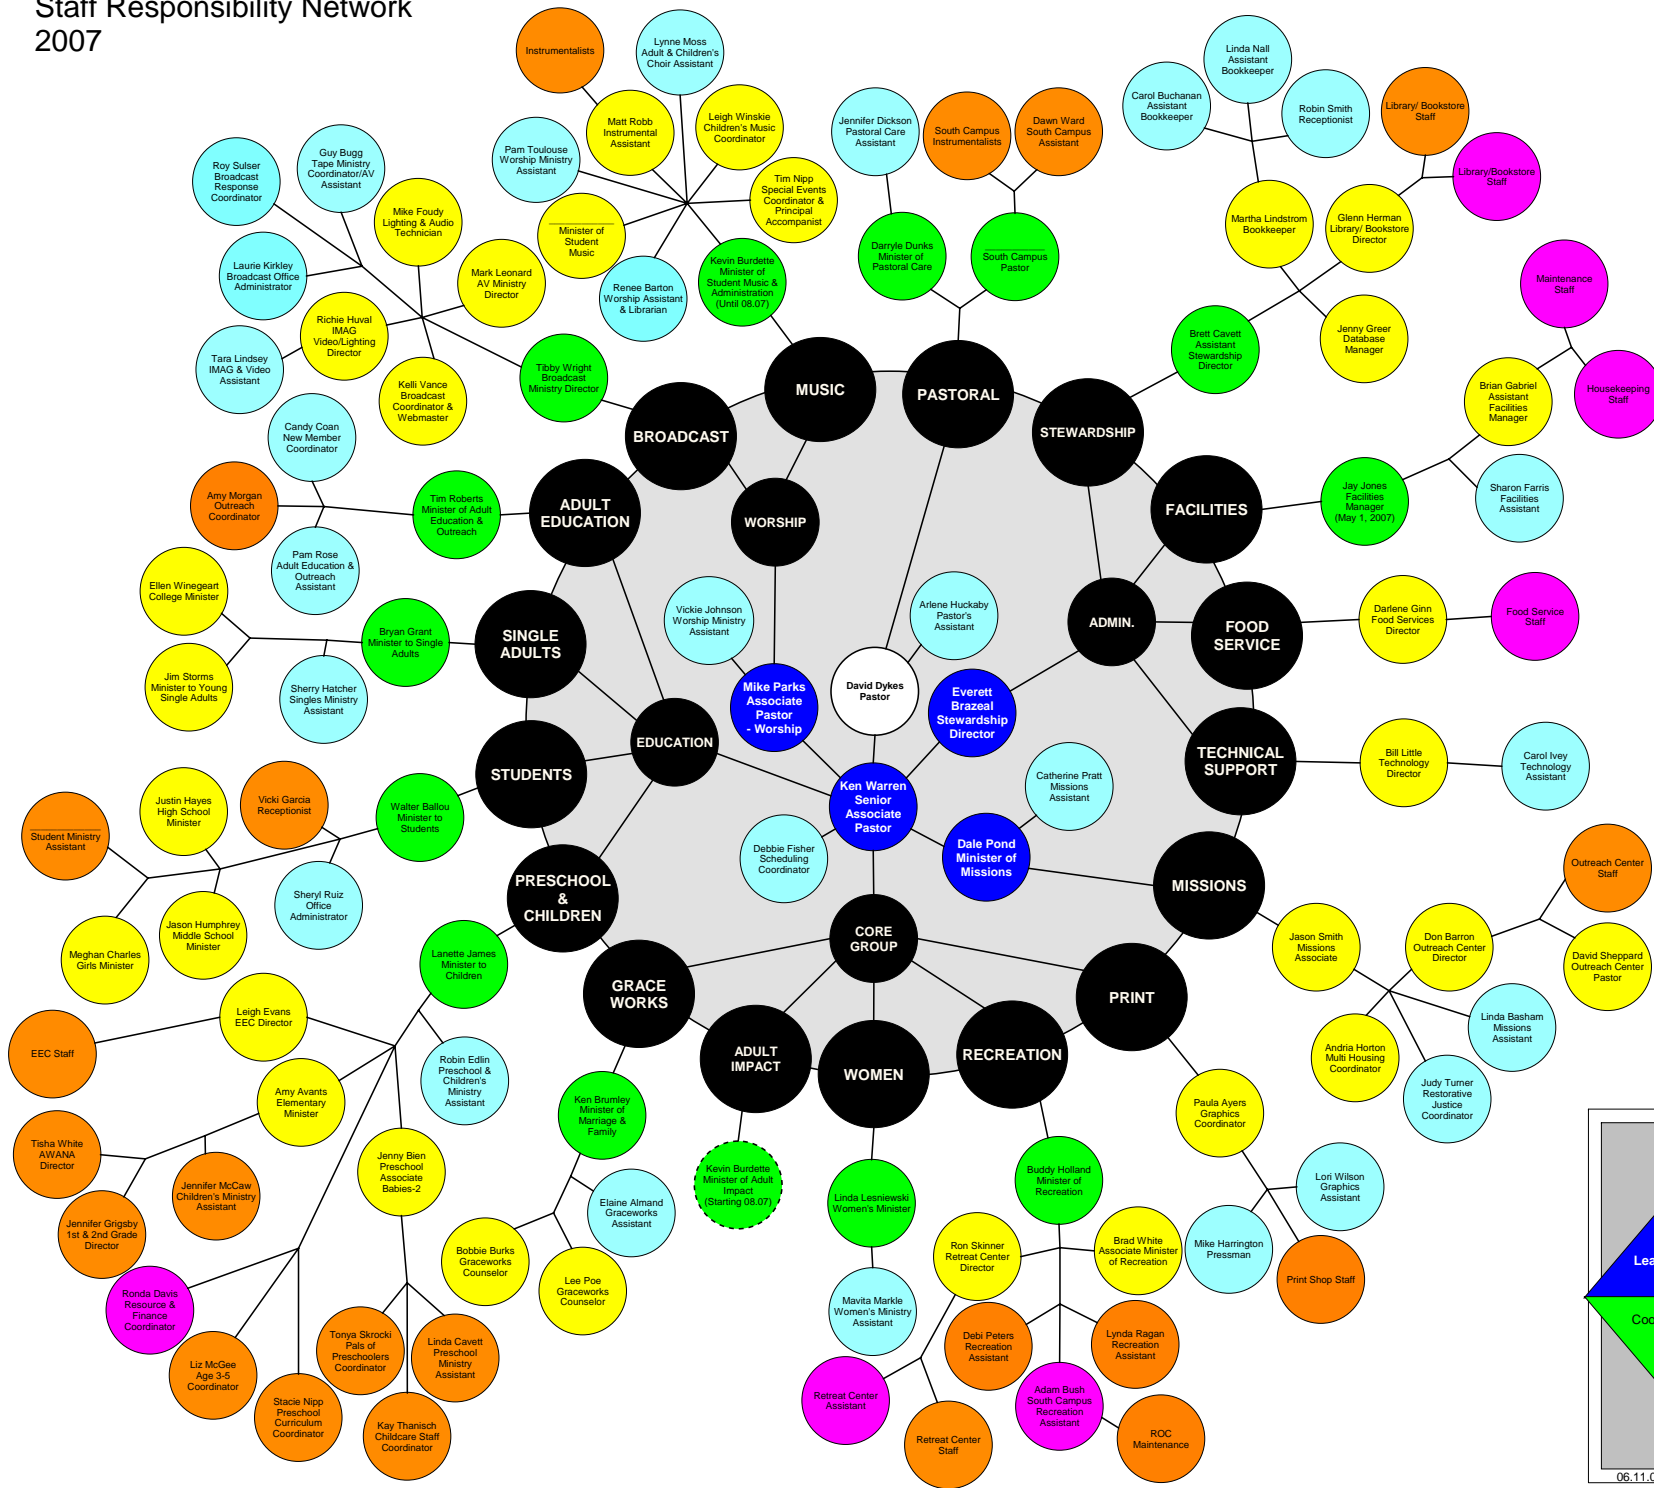 Staff Responsibility Network
2007
Instrumentalists
Lynne Moss
Adult & Children's
Choir Assistant
Matt Robb
Instrumental
Assistant
Leigh Winskie
Children's Music
Coordinator
Pam Toulouse
Worship Ministry
Assistant
Tim Nipp
Special Events
Coordinator &
Principal
Accompanist
Minister of
Student
Music
Renee Barton
Worship Assistant
& Librarian
Kevin Burdette
Minister of
Student Music &
Administration
(Until 08.07)
Jennifer Dickson
Pastoral Care
Assistant
South Campus
Instrumentalists
Dawn Ward
South Campus
Assistant
Darryle Dunks
Minister of
Pastoral Care
South Campus
Pastor
Linda Nall
Assistant
Bookkeeper
Carol Buchanan
Assistant
Bookkeeper
Robin Smith
Receptionist
Library/ Bookstore
Staff
Library/Bookstore
Staff
Martha Lindstrom
Bookkeeper
Glenn Herman
Library/ Bookstore
Director
Jenny Greer
Database
Manager
Brett Cavett
Assistant
Stewardship
Director
Maintenance
Staff
Housekeeping
Staff
Brian Gabriel
Assistant
Facilities
Manager
Sharon Farris
Facilities
Assistant
Jay Jones
Facilities
Manager
(May 1, 2007)
Roy Sulser
Broadcast
Response
Coordinator
Guy Bugg
Tape Ministry
Coordinator/AV
Assistant
Mike Foudy
Lighting & Audio
Technician
Laurie Kirkley
Broadcast Office
Administrator
Mark Leonard
AV Ministry
Director
Richie Huval
IMAG
Video/Lighting
Director
Tara Lindsey
IMAG & Video
Assistant
Kelli Vance
Broadcast
Coordinator &
Webmaster
Tibby Wright
Broadcast
Ministry Director
MUSIC
PASTORAL
BROADCAST
STEWARDSHIP
ADULT
EDUCATION
WORSHIP
FACILITIES
Candy Coan
New Member
Coordinator
Amy Morgan
Outreach
Coordinator
Tim Roberts
Minister of Adult
Education &
Outreach
Pam Rose
Adult Education &
Outreach
Assistant
Ellen Winegeart
College Minister
Bryan Grant
Minister to Single
Adults
Jim Storms
Minister to Young
Single Adults
Sherry Hatcher
Singles Ministry
Assistant
SINGLE
ADULTS
Vickie Johnson
Worship Ministry
Assistant
Arlene Huckaby
Pastor's
Assistant
ADMIN.
FOOD
SERVICE
Darlene Ginn
Food Services
Director
Food Service
Staff
Mike Parks
Associate
Pastor
- Worship
David Dykes
Pastor
Everett
Brazeal
Stewardship
Director
EDUCATION
STUDENTS
TECHNICAL
SUPPORT
Bill Little
Technology
Director
Carol Ivey
Technology
Assistant
Ken Warren
Senior
Associate
Pastor
Catherine Pratt
Missions
Assistant
Debbie Fisher
Scheduling
Coordinator
Dale Pond
Minister of
Missions
Student Ministry
Assistant
Justin Hayes
High School
Minister
Vicki Garcia
Receptionist
Walter Ballou
Minister to
Students
Meghan Charles
Girls Minister
Jason Humphrey
Middle School
Minister
Sheryl Ruiz
Office
Administrator
PRESCHOOL
&
CHILDREN
MISSIONS
CORE
GROUP
GRACE
WORKS
PRINT
ADULT
IMPACT
WOMEN
RECREATION
Outreach Center
Staff
Jason Smith
Missions
Associate
Don Barron
Outreach Center
Director
David Sheppard
Outreach Center
Pastor
Linda Basham
Missions
Assistant
Andria Horton
Multi Housing
Coordinator
Judy Turner
Restorative
Justice
Coordinator
Lanette James
Minister to
Children
Leigh Evans
EEC Director
EEC Staff
Robin Edlin
Preschool &
Children's
Ministry
Assistant
Amy Avants
Elementary
Minister
Tisha White
AWANA
Director
Jennifer McCaw
Children's Ministry
Assistant
Jenny Bien
Preschool
Associate
Babies-2
Jennifer Grigsby
1st & 2nd Grade
Director
Ronda Davis
Resource &
Finance
Coordinator
Liz McGee
Age 3-5
Coordinator
Stacie Nipp
Preschool
Curriculum
Coordinator
Tonya Skrocki
Pals of
Preschoolers
Coordinator
Linda Cavett
Preschool
Ministry
Assistant
Kay Thanisch
Childcare Staff
Coordinator
Ken Brumley
Minister of
Marriage &
Family
Elaine Almand
Graceworks
Assistant
Bobbie Burks
Graceworks
Counselor
Lee Poe
Graceworks
Counselor
Kevin Burdette
Minister of Adult
Impact
(Starting 08.07)
Linda Lesniewski
Women's Minister
Mavita Markle
Women's Ministry
Assistant
Buddy Holland
Minister of
Recreation
Ron Skinner
Retreat Center
Director
Brad White
Associate Minister
of Recreation
Debi Peters
Recreation
Assistant
Lynda Ragan
Recreation
Assistant
Retreat Center
Assistant
Adam Bush
South Campus
Recreation
Assistant
Retreat Center
Staff
ROC
Maintenance
Paula Ayers
Graphics
Coordinator
Lori Wilson
Graphics
Assistant
Mike Harrington
Pressman
Print Shop Staff
Lea
Coo
06.11.0